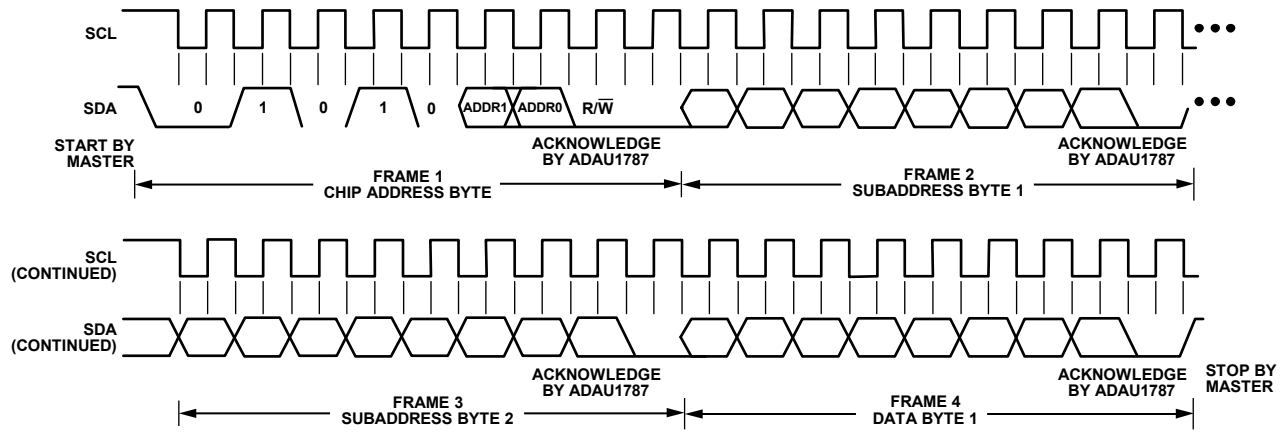 SCL
SDA
0 1 0 1 0 ADDR1 ADDR0 R/W̅
START BY
MASTER
ACKNOWLEDGE
BY ADAU1787
ACKNOWLEDGE
BY ADAU1787
FRAME 1
CHIP ADDRESS BYTE
FRAME 2
SUBADDRESS BYTE 1
SCL
(CONTINUED)
SDA
(CONTINUED)
ACKNOWLEDGE
BY ADAU1787
ACKNOWLEDGE
BY ADAU1787
STOP BY
MASTER
FRAME 3
SUBADDRESS BYTE 2
FRAME 4
DATA BYTE 1